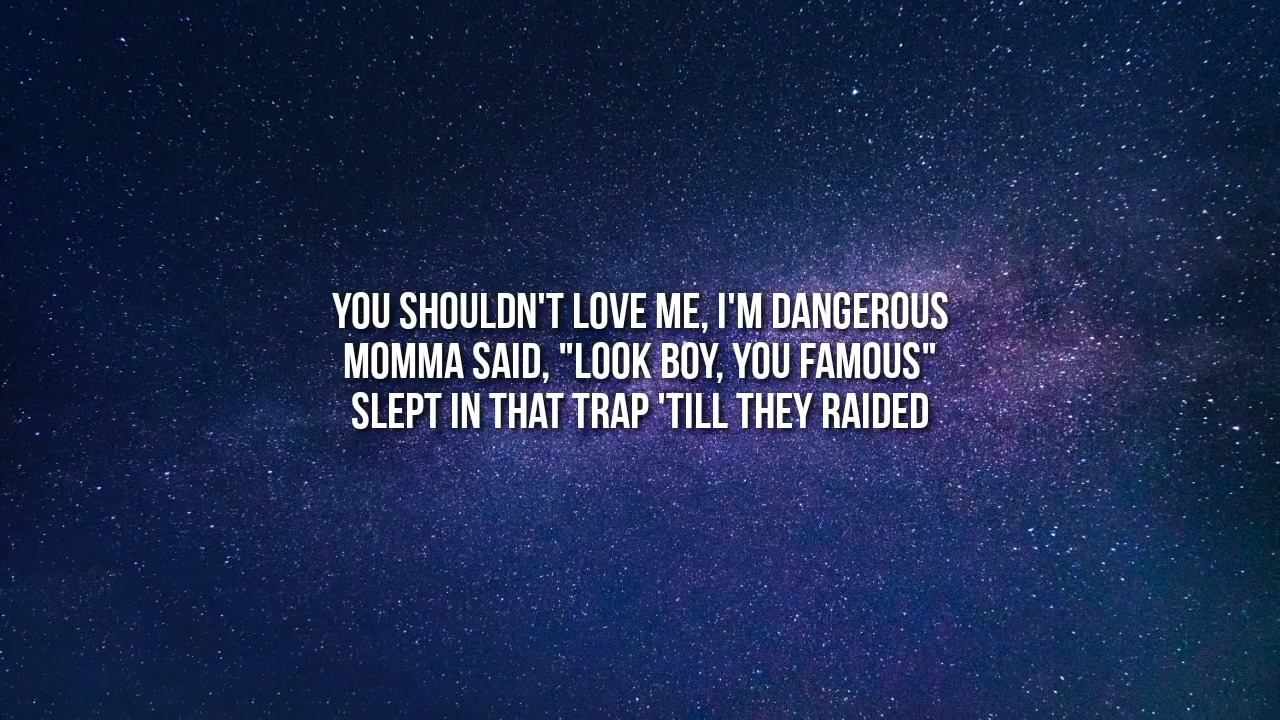 YOU SHOULDN'T LOVE ME, I'M DANGEROUS
MOMMA SAID, "LOOK BOY, YOU FAMOUS"
SLEPT IN THAT TRAP 'TILL THEY RAIDED